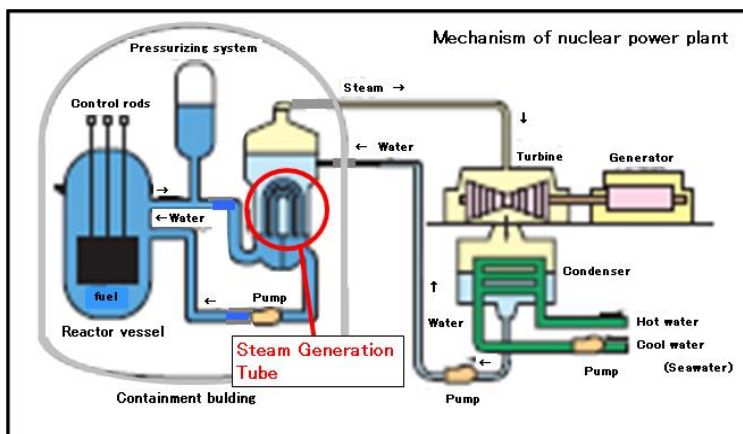 Mechanism of nuclear power plant
Pressurizing system
Control rods
Steam →
← Water
Turbine
Generator
→
←Water
fuel
Reactor vessel
←
Pump
Steam Generation
Tube
Containment bulding
↓
↓
Condenser
↑
Water
←
Pump
Hot water
Cool water
Pump
(Seawater)